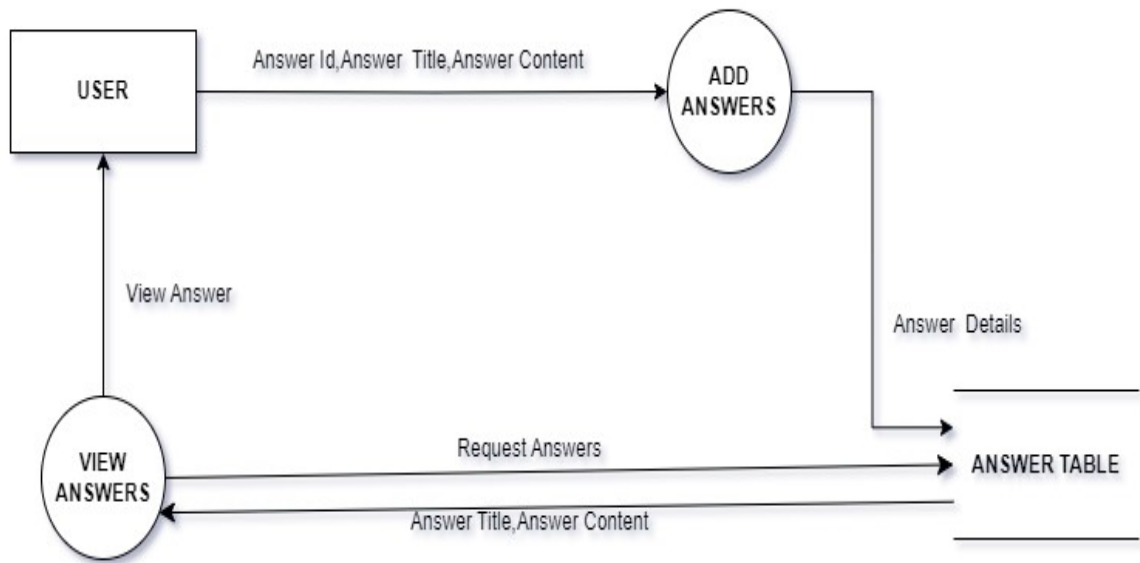 Answer Id,Answer Title,Answer Content
USER
ADD
ANSWERS
View Answer
Answer Details
Request Answers
VIEW
ANSWERS
ANSWER TABLE
Answer Title,Answer Content